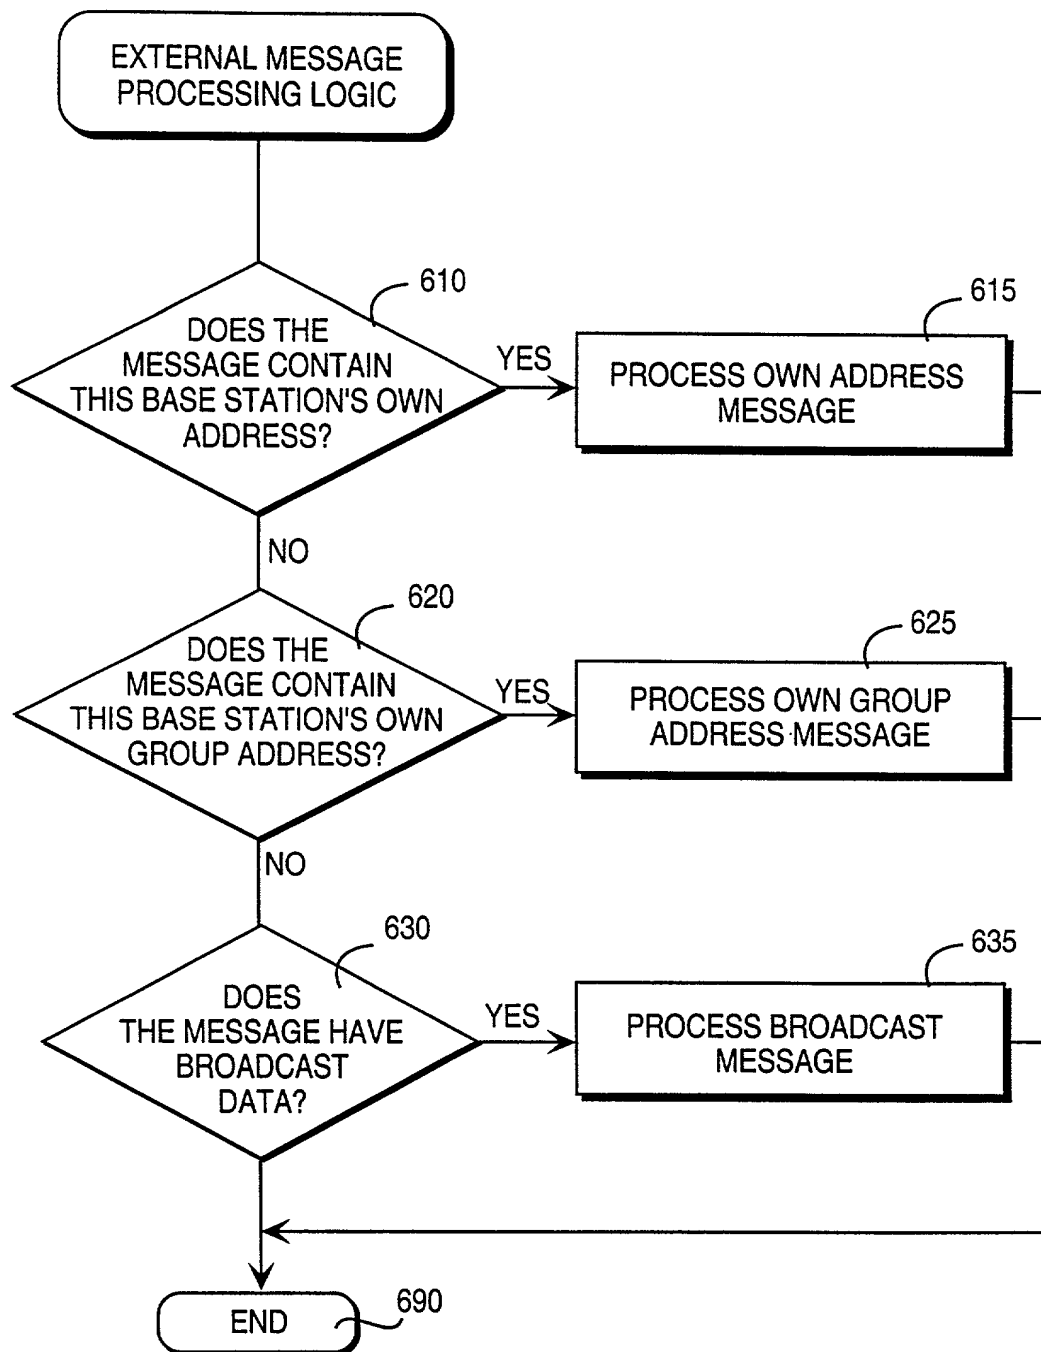 EXTERNAL MESSAGE
PROCESSING LOGIC
610
DOES THE
MESSAGE CONTAIN
THIS BASE STATION'S OWN
ADDRESS?
YES
615
PROCESS OWN ADDRESS
MESSAGE
NO
620
DOES THE
MESSAGE CONTAIN
THIS BASE STATION'S OWN
GROUP ADDRESS?
YES
625
PROCESS OWN GROUP
ADDRESS MESSAGE
NO
630
DOES
THE MESSAGE HAVE
BROADCAST
DATA?
YES
635
PROCESS BROADCAST
MESSAGE
END
690